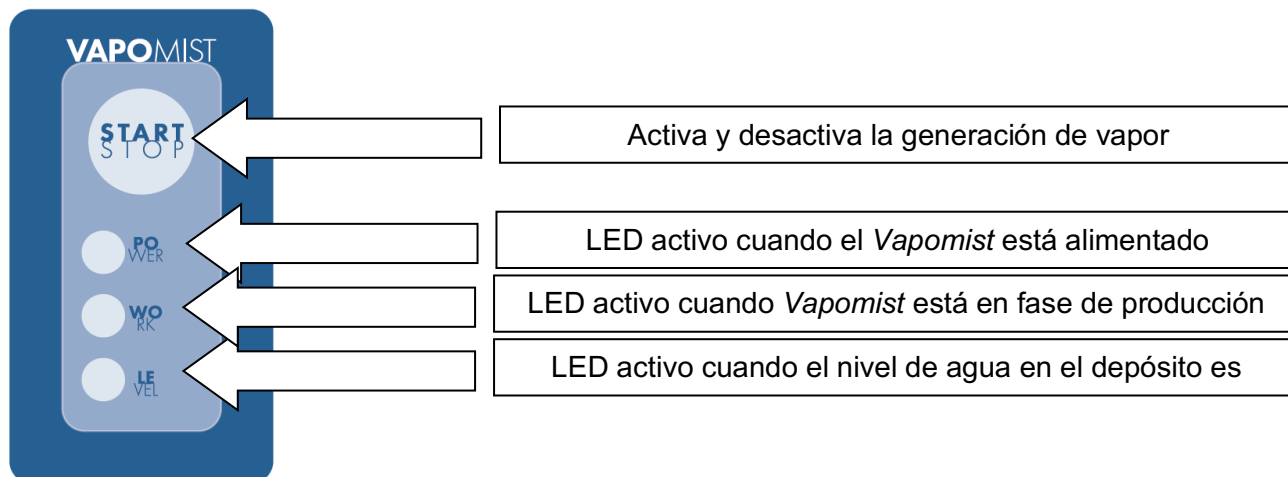 VAPOMIST
START
STOP
Activa y desactiva la generación de vapor
PO
WER
LED activo cuando el Vapomist está alimentado
WO
RK
LED activo cuando Vapomist está en fase de producción
LE
VEL
LED activo cuando el nivel de agua en el depósito es